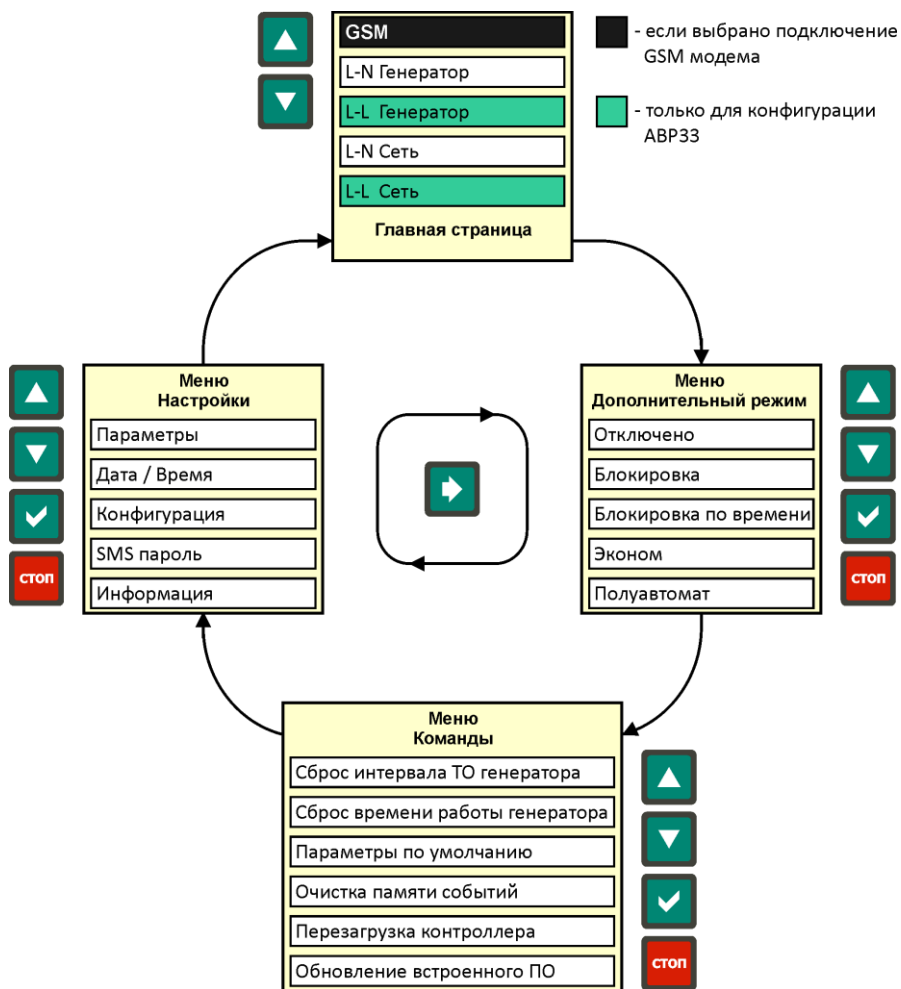 GSM
L-N Генератор
L-L Генератор
L-N Сеть
L-L Сеть
Главная страница
- если выбрано подключение
GSM модема
- только для конфигурации
АВР33
Меню
Настройки
Параметры
Дата / Время
Конфигурация
SMS пароль
Информация
СТОП
Меню
Дополнительный режим
Отключено
Блокировка
Блокировка по времени
Эконом
Полуавтомат
СТОП
Меню
Команды
Сброс интервала ТО генератора
Сброс времени работы генератора
Параметры по умолчанию
Очистка памяти событий
Перезагрузка контроллера
Обновление встроенного ПО
СТОП